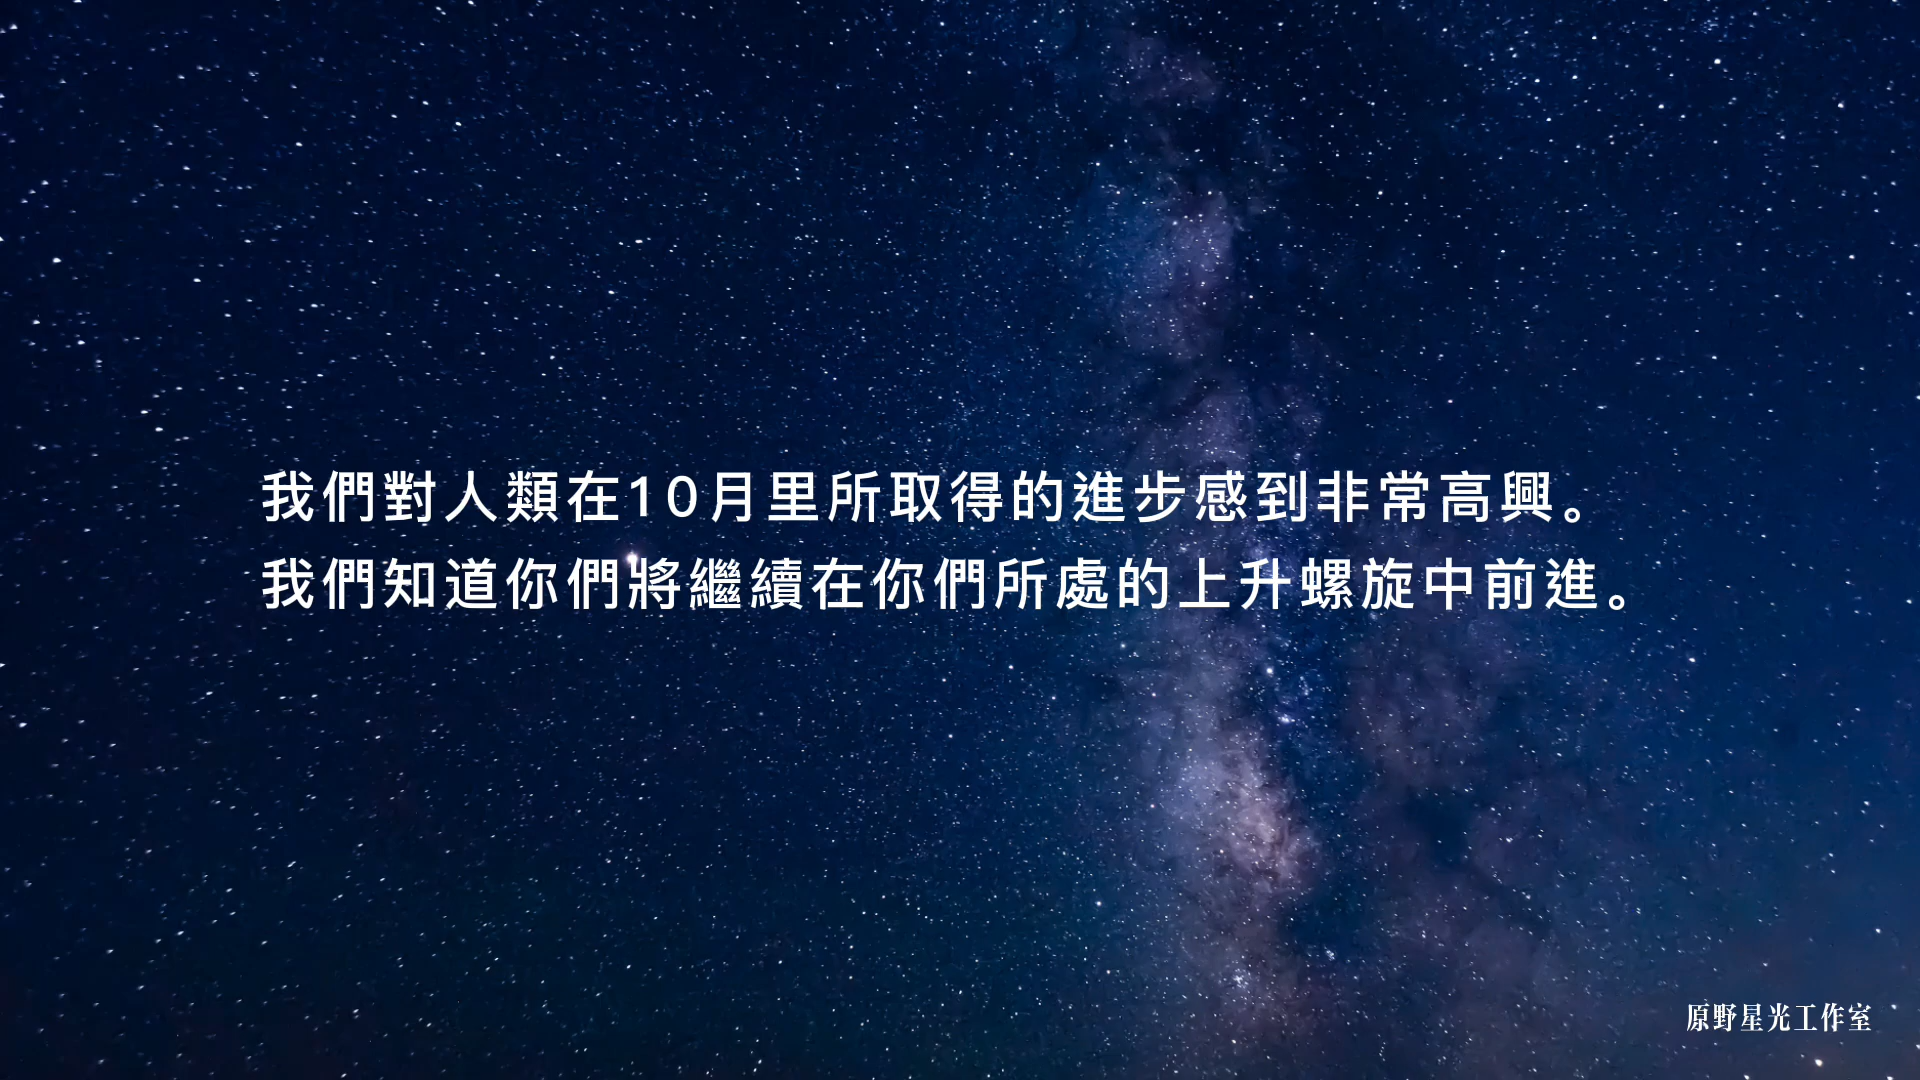 我們對人類在10月里所取得的進步感到非常高興。
我們知道你們將繼續在你們所處的上升螺旋中前進。
原野星光工作室